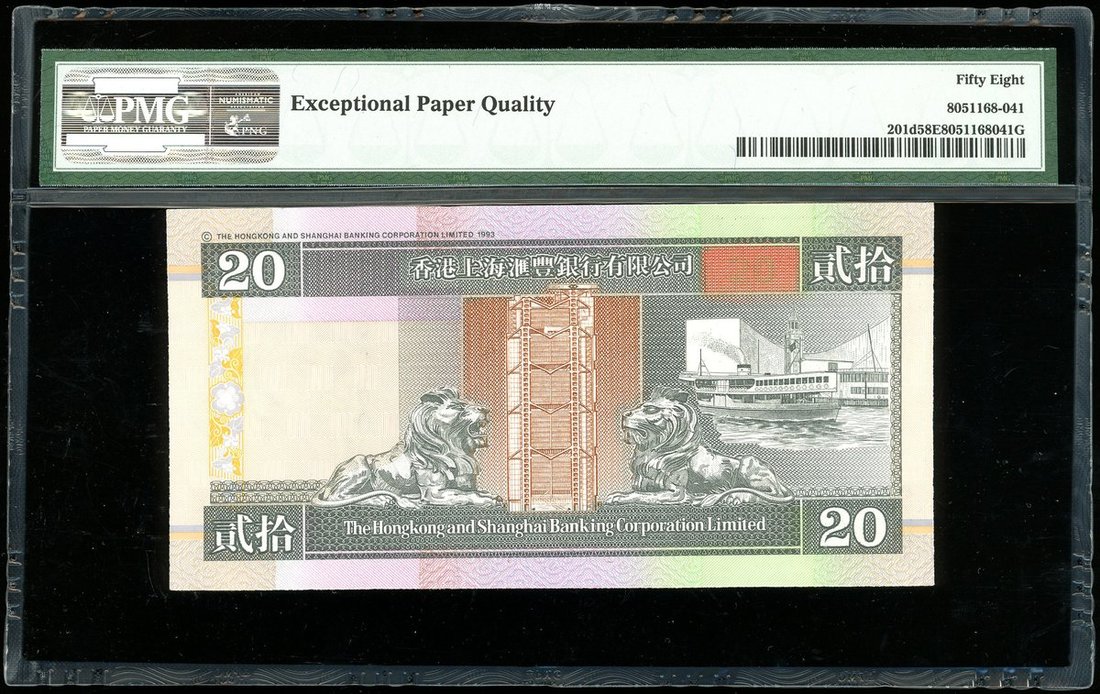 PMG
PAPER MONEY GUARANTY
NUMISMATIC
PNG
Exceptional Paper Quality
Fifty Eight
8051168-041
201d58E8051168041G
© THE HONGKONG AND SHANGHAI BANKING CORPORATION LIMITED 1993
20
香港上海滙豐銀行有限公司
貳拾
貳拾
The Hongkong and Shanghai Banking Corporation Limited
20